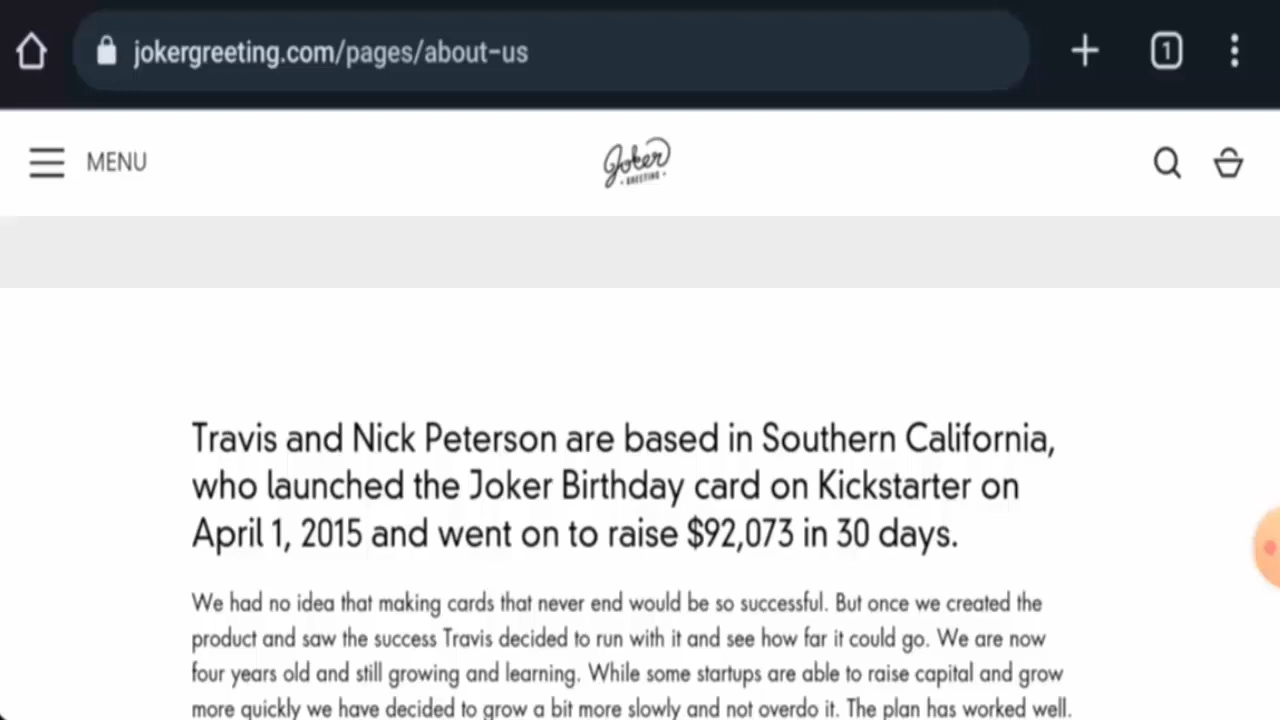 jokergreeting.com/pages/about-us
1
MENU
Joker
GREETING
Travis and Nick Peterson are based in Southern California,
who launched the Joker Birthday card on Kickstarter on
April 1, 2015 and went on to raise $92,073 in 30 days.
We had no idea that making cards that never end would be so successful. But once we created the
product and saw the success Travis decided to run with it and see how far it could go. We are now
four years old and still growing and learning. While some startups are able to raise capital and grow
more quickly we have decided to grow a bit more slowly and not overdo it. The plan has worked well.